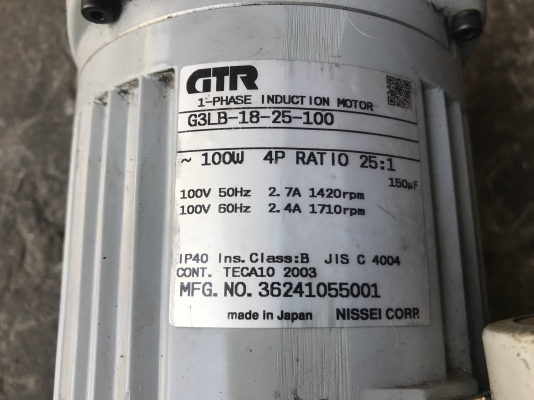 GTR
1-PHASE INDUCTION MOTOR
G3LB-18-25-100
~ 100W 4P RATIO 25:1
150μF
100V 50Hz 2.7A 1420rpm
100V 60Hz 2.4A 1710rpm
IP40 Ins.Class:B JIS C 4004
CONT. TECA10 2003
MFG.NO.36241055001
made in Japan NISSEI CORP.